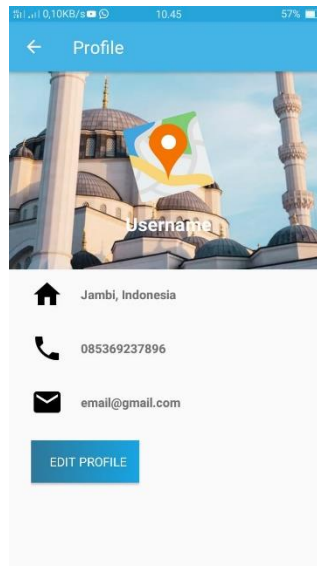 0,10KB/s 10.45 57%
Profile
Username
Jambi, Indonesia
085369237896
email@gmail.com
EDIT PROFILE